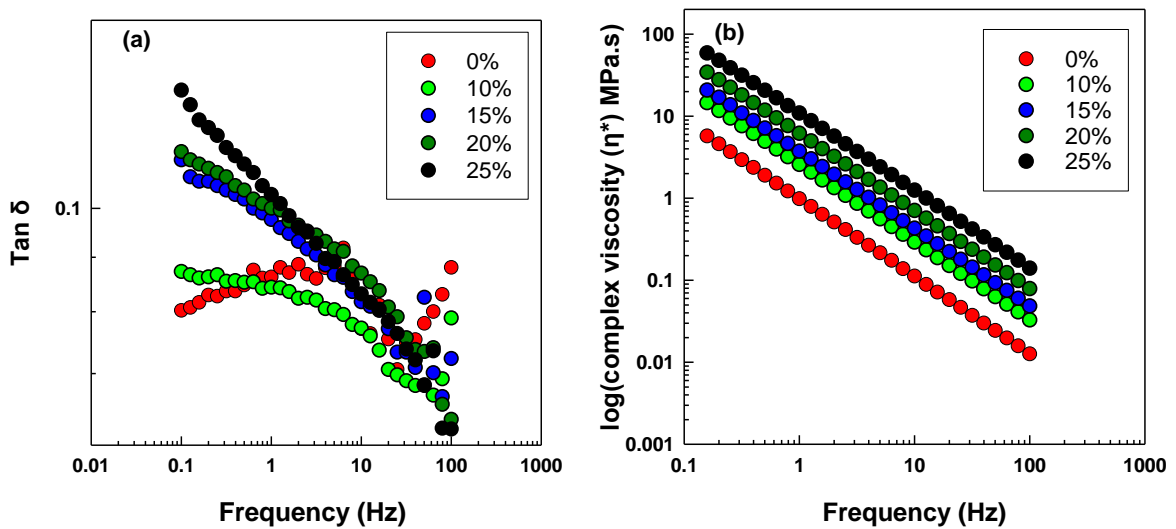 (a)
0%
10%
15%
20%
25%
Tan δ
0.1
0.01 0.1 1 10 100 1000
Frequency (Hz)
(b)
0%
10%
15%
20%
25%
log(complex viscosity (η*) MPa.s)
100
10
1
0.1
0.01
0.001
0.1 1 10 100 1000
Frequency (Hz)